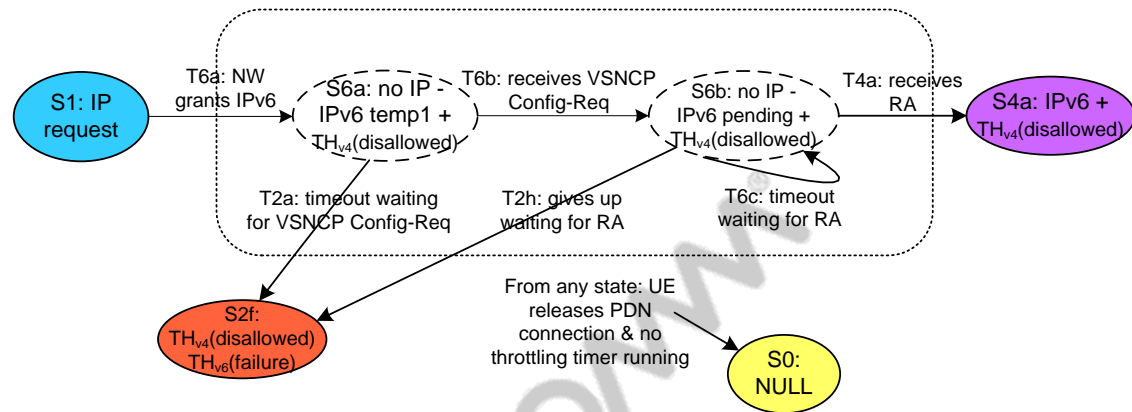 T6a: NW
grants IPv6
S1: IP
request
S6a: no IP -
IPv6 temp1 +
THv4(disallowed)
T6b: receives VSNCP
Config-Req
S6b: no IP -
IPv6 pending +
THv4(disallowed)
T4a: receives
RA
S4a: IPv6 +
THv4(disallowed)
T2a: timeout waiting
for VSNCP Config-Req
T2h: gives up
waiting for RA
T6c: timeout
waiting for RA
S2f:
THv4(disallowed)
THv6(failure)
From any state: UE
releases PDN
connection & no
throttling timer running
S0:
NULL